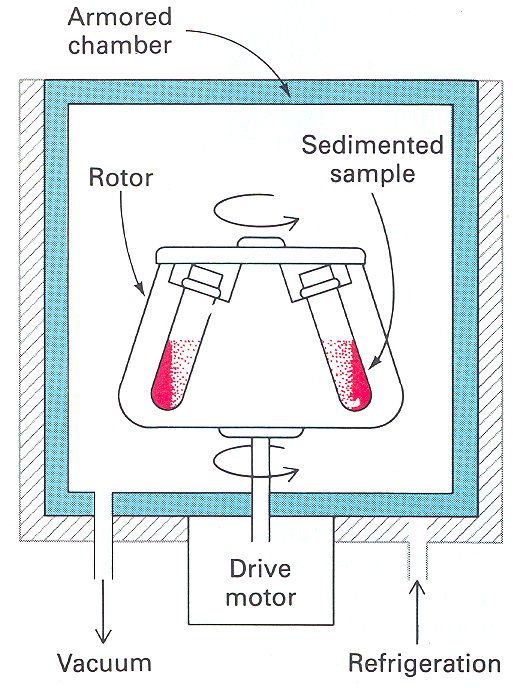 Armored
chamber
Sedimented
sample
Rotor
Drive
motor
Vacuum
Refrigeration